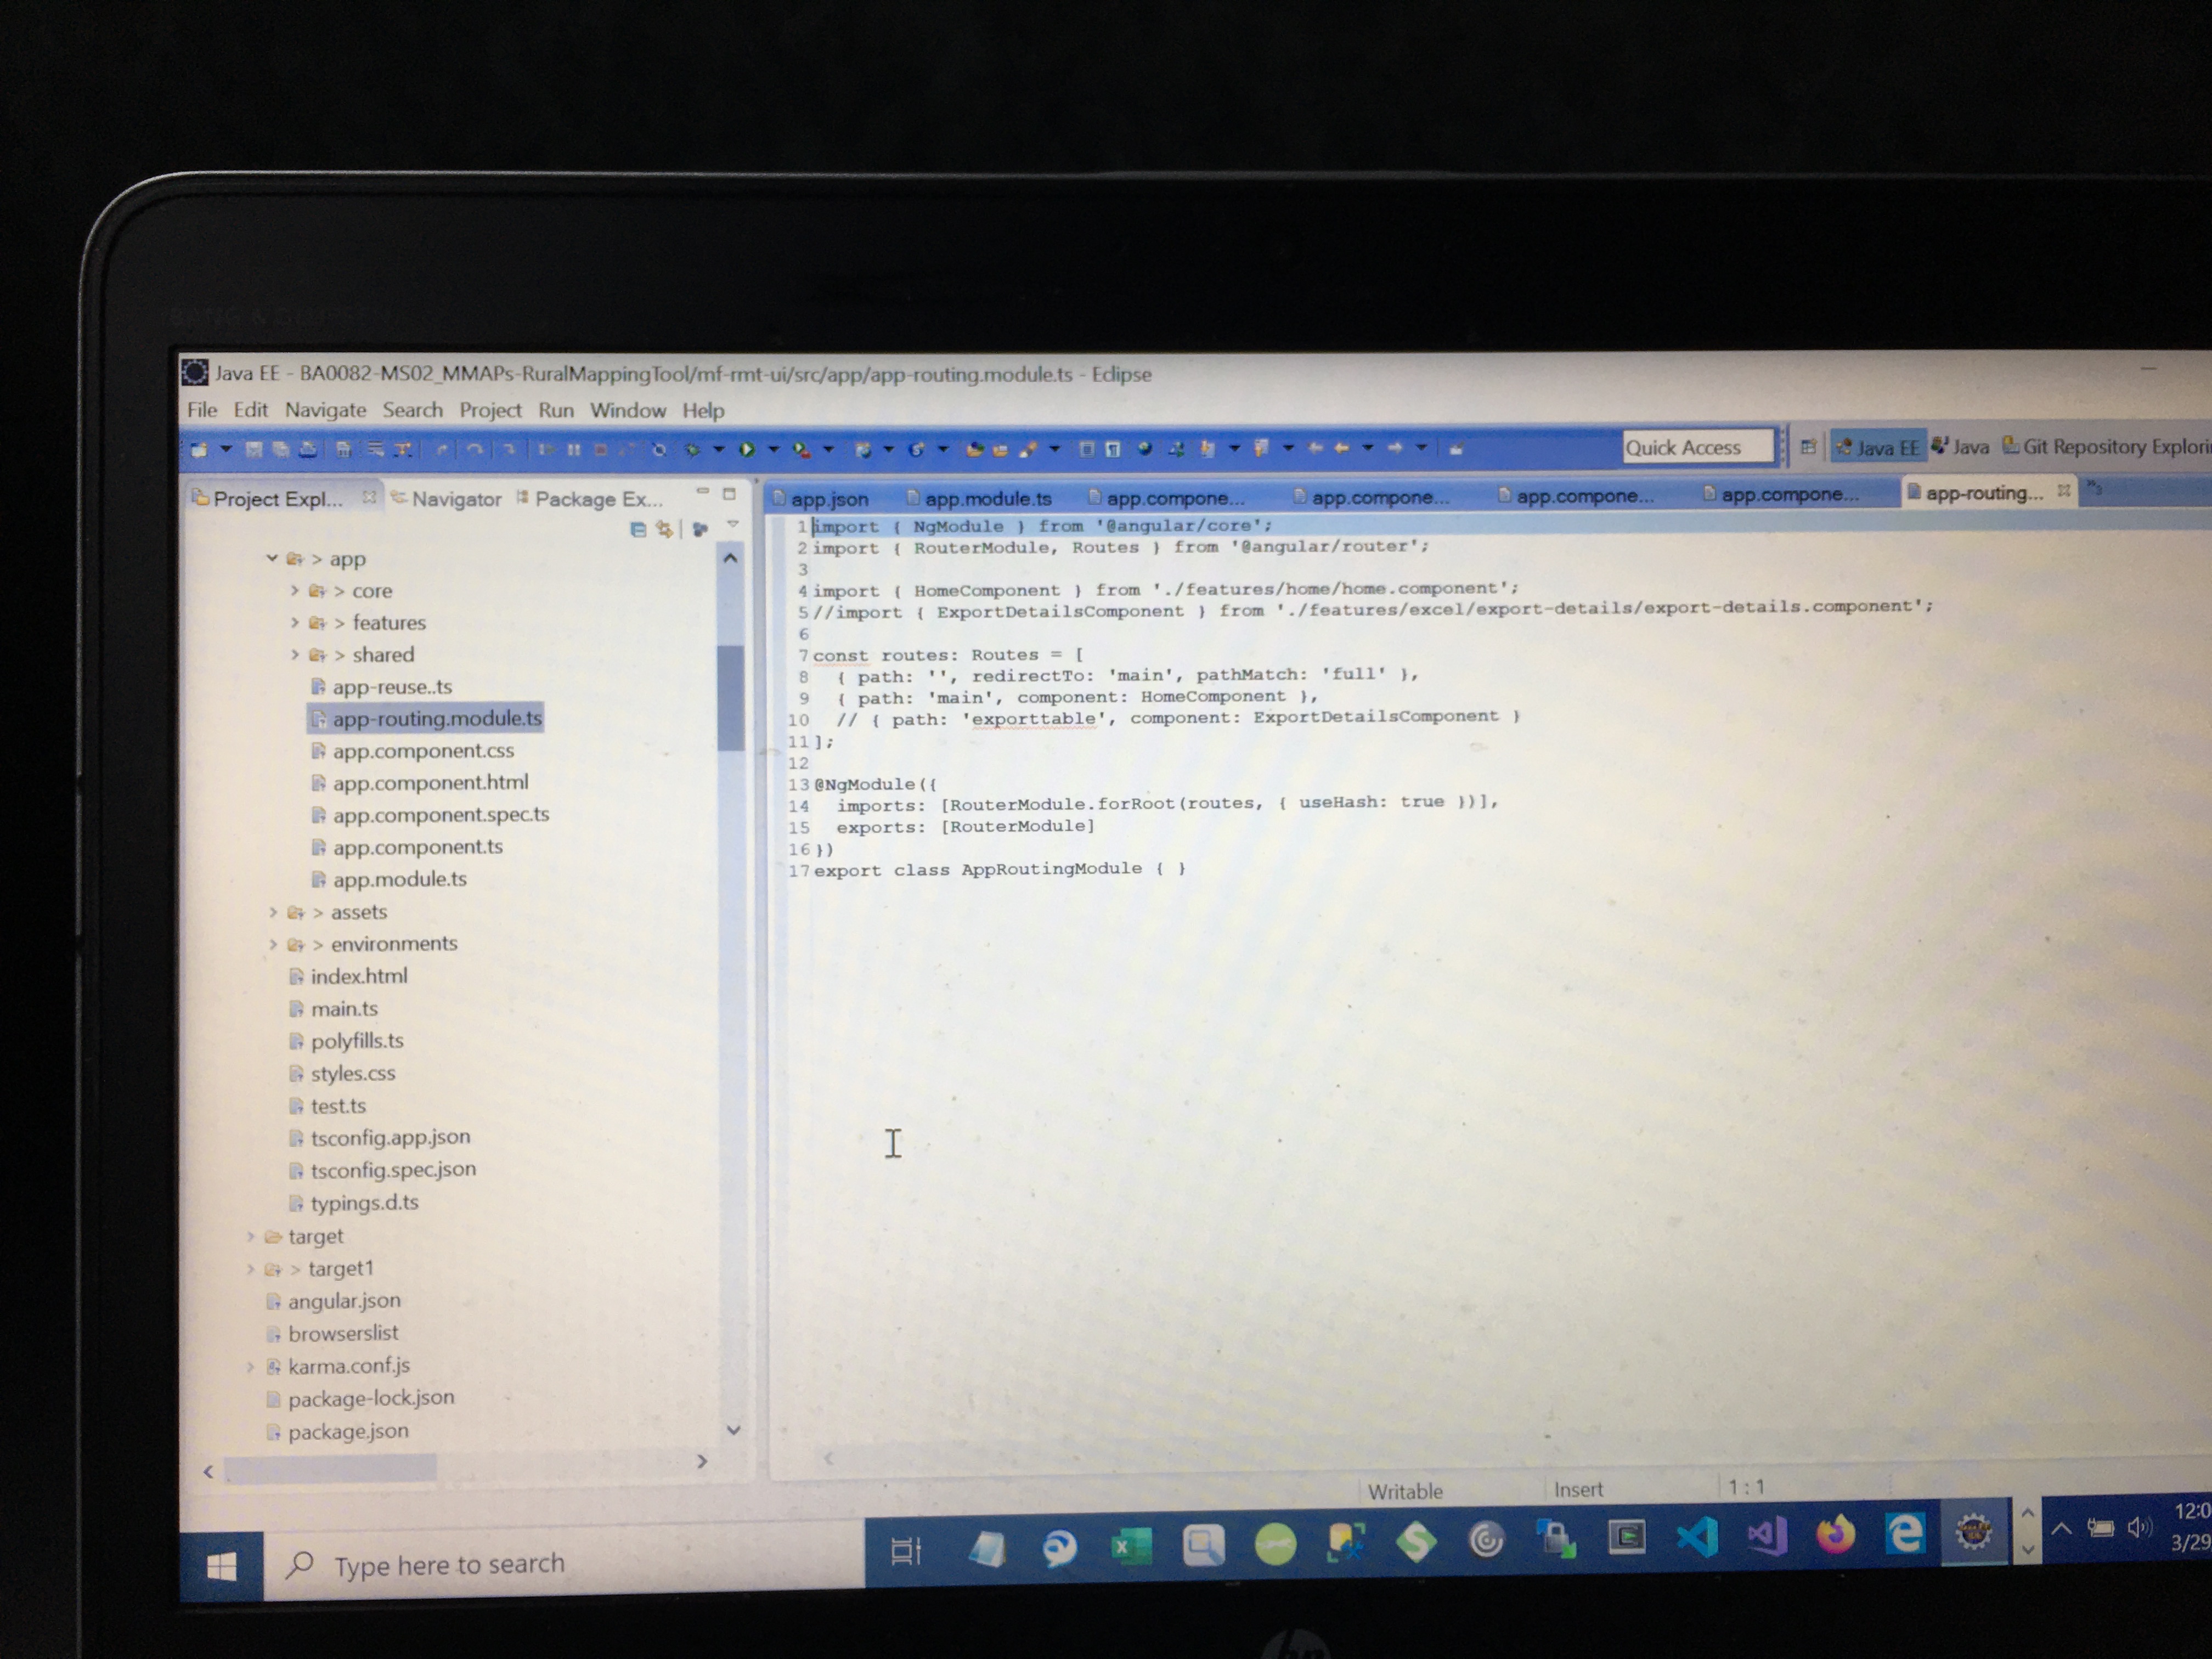 Java EE - BA0082-MS02_MMAPs-RuralMappingTool/mf-rmt-ui/src/app/app-routing.module.ts - Eclipse
File Edit Navigate Search Project Run Window Help
Quick Access
Java EE
Java
Git Repository
Project Expl...
Navigator
Package Ex...
app.json
app.module.ts
app.compone...
app.compone...
app.compone...
app.compone...
app-routing...
> app
> core
> features
> shared
app-reuse..ts
app-routing.module.ts
app.component.css
app.component.html
app.component.spec.ts
app.component.ts
app.module.ts
> assets
> environments
index.html
main.ts
polyfills.ts
styles.css
test.ts
tsconfig.app.json
tsconfig.spec.json
typings.d.ts
target
> target1
angular.json
browserslist
karma.conf.js
package-lock.json
package.json
1 import { NgModule } from '@angular/core';
2 import { RouterModule, Routes } from '@angular/router';
3
4 import { HomeComponent } from './features/home/home.component';
5 //import { ExportDetailsComponent } from './features/excel/export-details/export-details.component';
6
7 const routes: Routes = [
8 { path: '', redirectTo: 'main', pathMatch: 'full' },
9 { path: 'main', component: HomeComponent },
10 // { path: 'exporttable', component: ExportDetailsComponent }
11 ];
12
13 @NgModule({
14 imports: [RouterModule.forRoot(routes, { useHash: true })],
15 exports: [RouterModule]
16 })
17 export class AppRoutingModule { }
Writable
Insert
1 : 1
Type here to search
12:0
3/29
hp